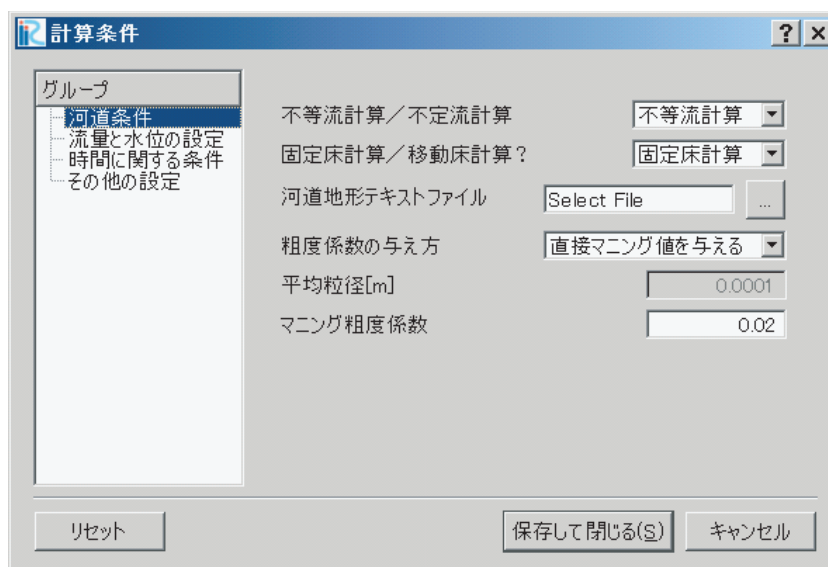 iRC 計算条件
グループ
河道条件
流量と水位の設定
時間に関する条件
その他の設定
不等流計算／不定流計算 不等流計算
固定床計算／移動床計算？ 固定床計算
河道地形テキストファイル Select File ...
粗度係数の与え方 直接マニング値を与える
平均粒径[m] 0.0001
マニング粗度係数 0.02
リセット 保存して閉じる(S) キャンセル